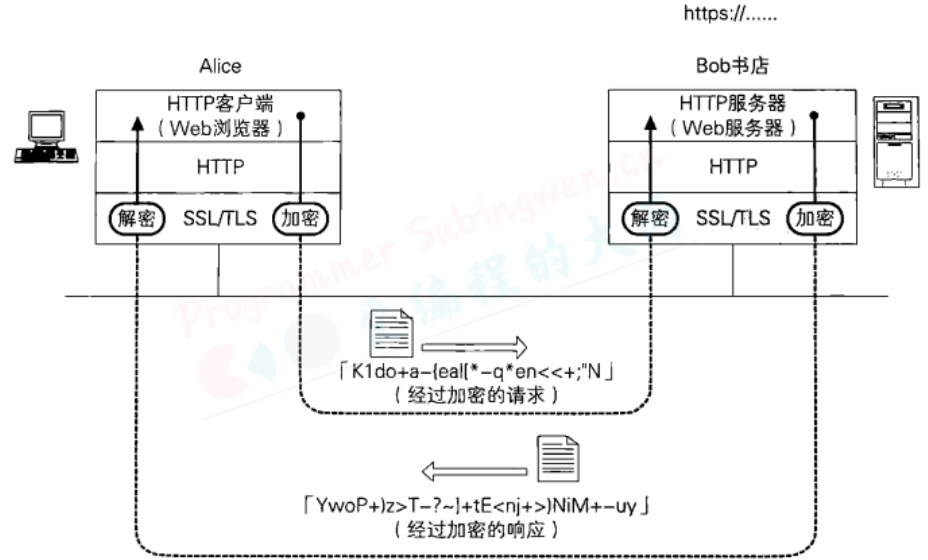 https://......
Alice
Bob书店
HTTP客户端
（Web浏览器）
HTTP服务器
（Web服务器）
HTTP
HTTP
解密
SSL/TLS
加密
解密
SSL/TLS
加密
Programmer Subingwen.cn
爱编程的大
「K1do+a-{eal[*-q*en<<+;"N」
（经过加密的请求）
「YwoP+)z>T-?~}+tE<nj+>}NiM+-uy」
（经过加密的响应）